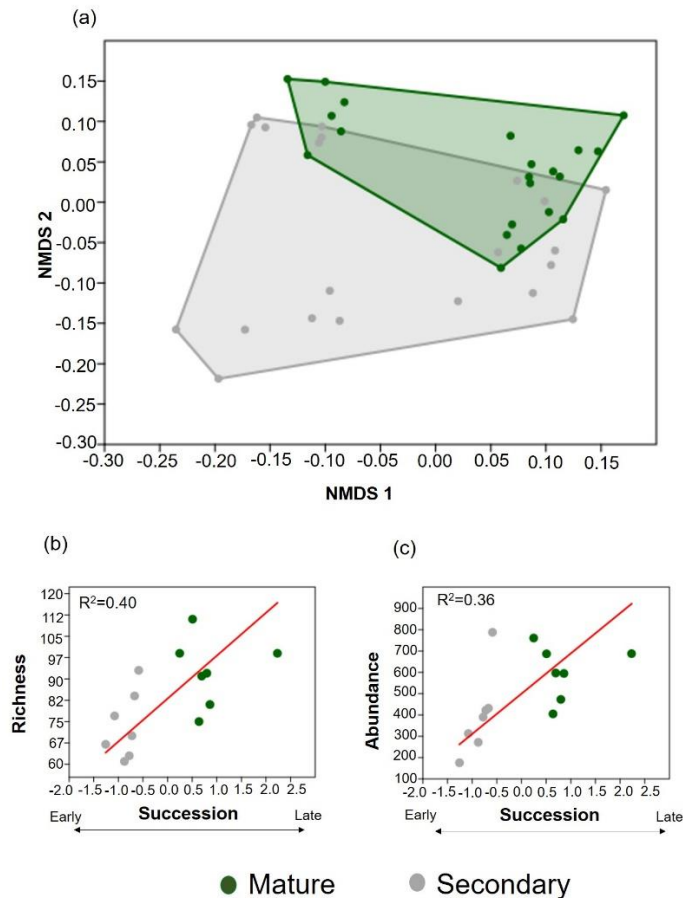 (a)
NMDS 2
0.15
0.10
0.05
0.00
-0.05
-0.10
-0.15
-0.20
-0.25
-0.30
-0.30 -0.25 -0.20 -0.15 -0.10 -0.05 0.00 0.05 0.10 0.15
NMDS 1
(b)
R²=0.40
Richness
120
112
105
97
90
82
75
67
60
-2.0 -1.5 -1.0 -0.5 0.0 0.5 1.0 1.5 2.0 2.5
Early Succession Late
(c)
R²=0.36
Abundance
900
800
700
600
500
400
300
200
100
-2.0 -1.5 -1.0 -0.5 0.0 0.5 1.0 1.5 2.0 2.5
Early Succession Late
Mature Secondary